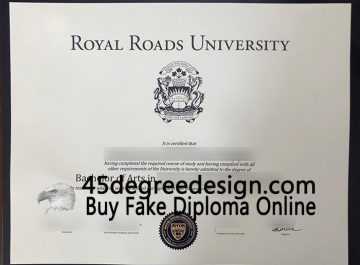 ROYAL ROADS UNIVERSITY
It is certified that
having completed the required course of study and having complied with all
other requirements of the University is hereby admitted to the degree of
Bachelor of Arts in
45degreedesign.com
Buy Fake Diploma Online